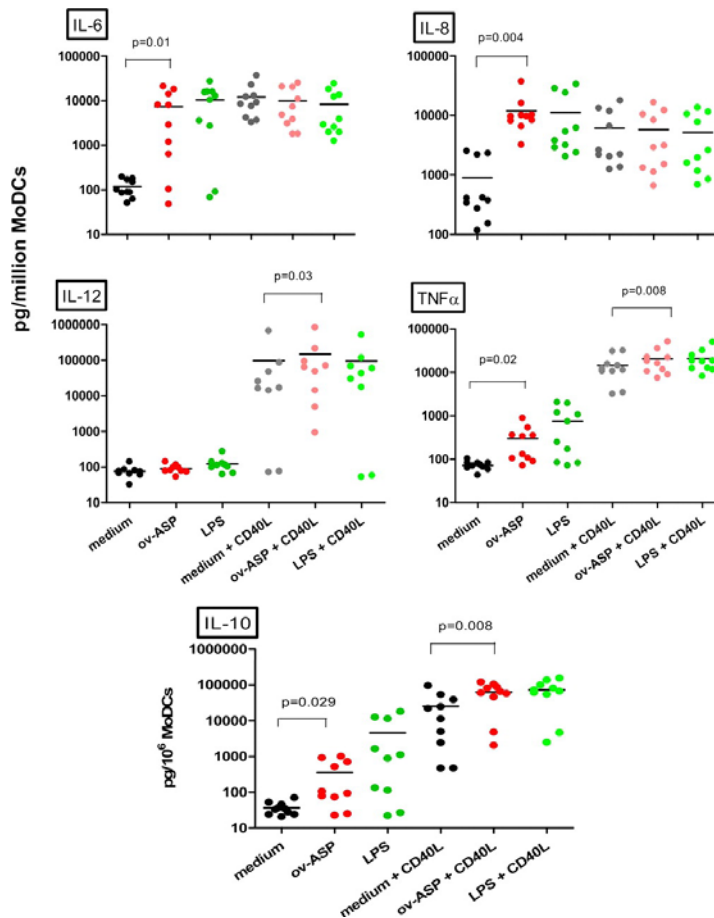 IL-6
p=0.01
100000
10000
1000
100
10
IL-8
p=0.004
100000
10000
1000
100
pg/million MoDCs
IL-12
p=0.03
1000000
100000
10000
1000
100
10
medium
ov-ASP
LPS
medium + CD40L
ov-ASP + CD40L
LPS + CD40L
TNFα
p=0.008
p=0.02
1000000
100000
10000
1000
100
10
medium
ov-ASP
LPS
medium + CD40L
ov-ASP + CD40L
LPS + CD40L
IL-10
p=0.008
p=0.029
1000000
100000
10000
1000
100
10
pg/10⁶ MoDCs
medium
ov-ASP
LPS
medium + CD40L
ov-ASP + CD40L
LPS + CD40L